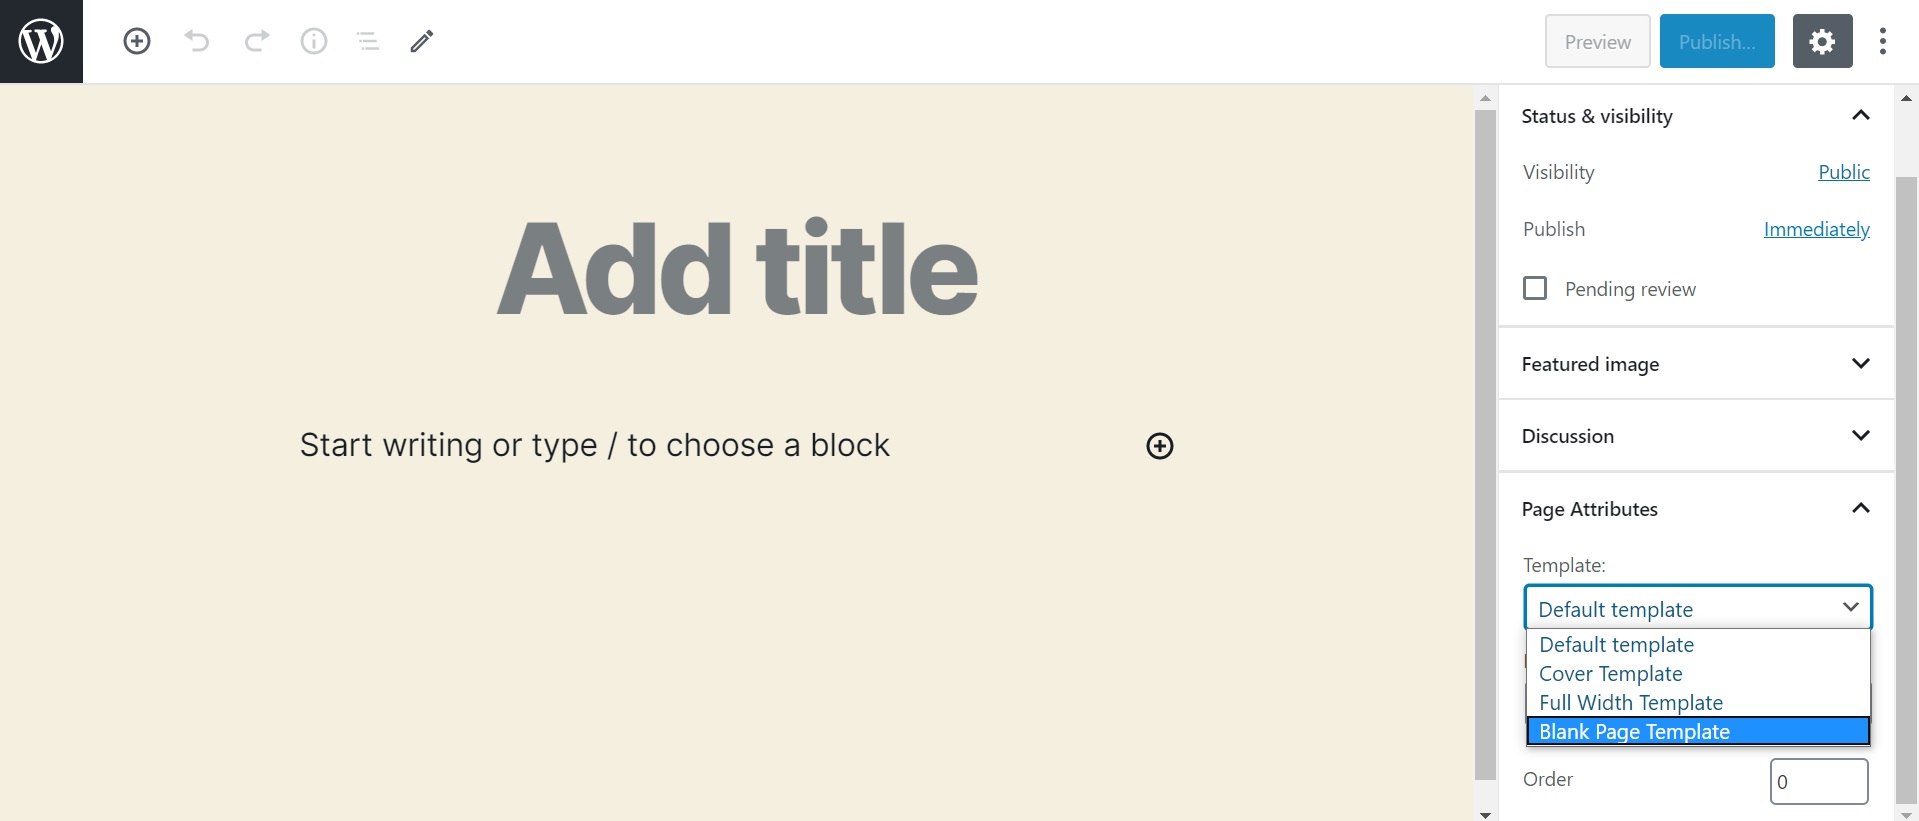 Preview
Publish...
Status & visibility
Visibility
Public
Publish
Immediately
Pending review
Featured image
Discussion
Page Attributes
Template:
Default template
Default template
Cover Template
Full Width Template
Blank Page Template
Order
0
Add title
Start writing or type / to choose a block